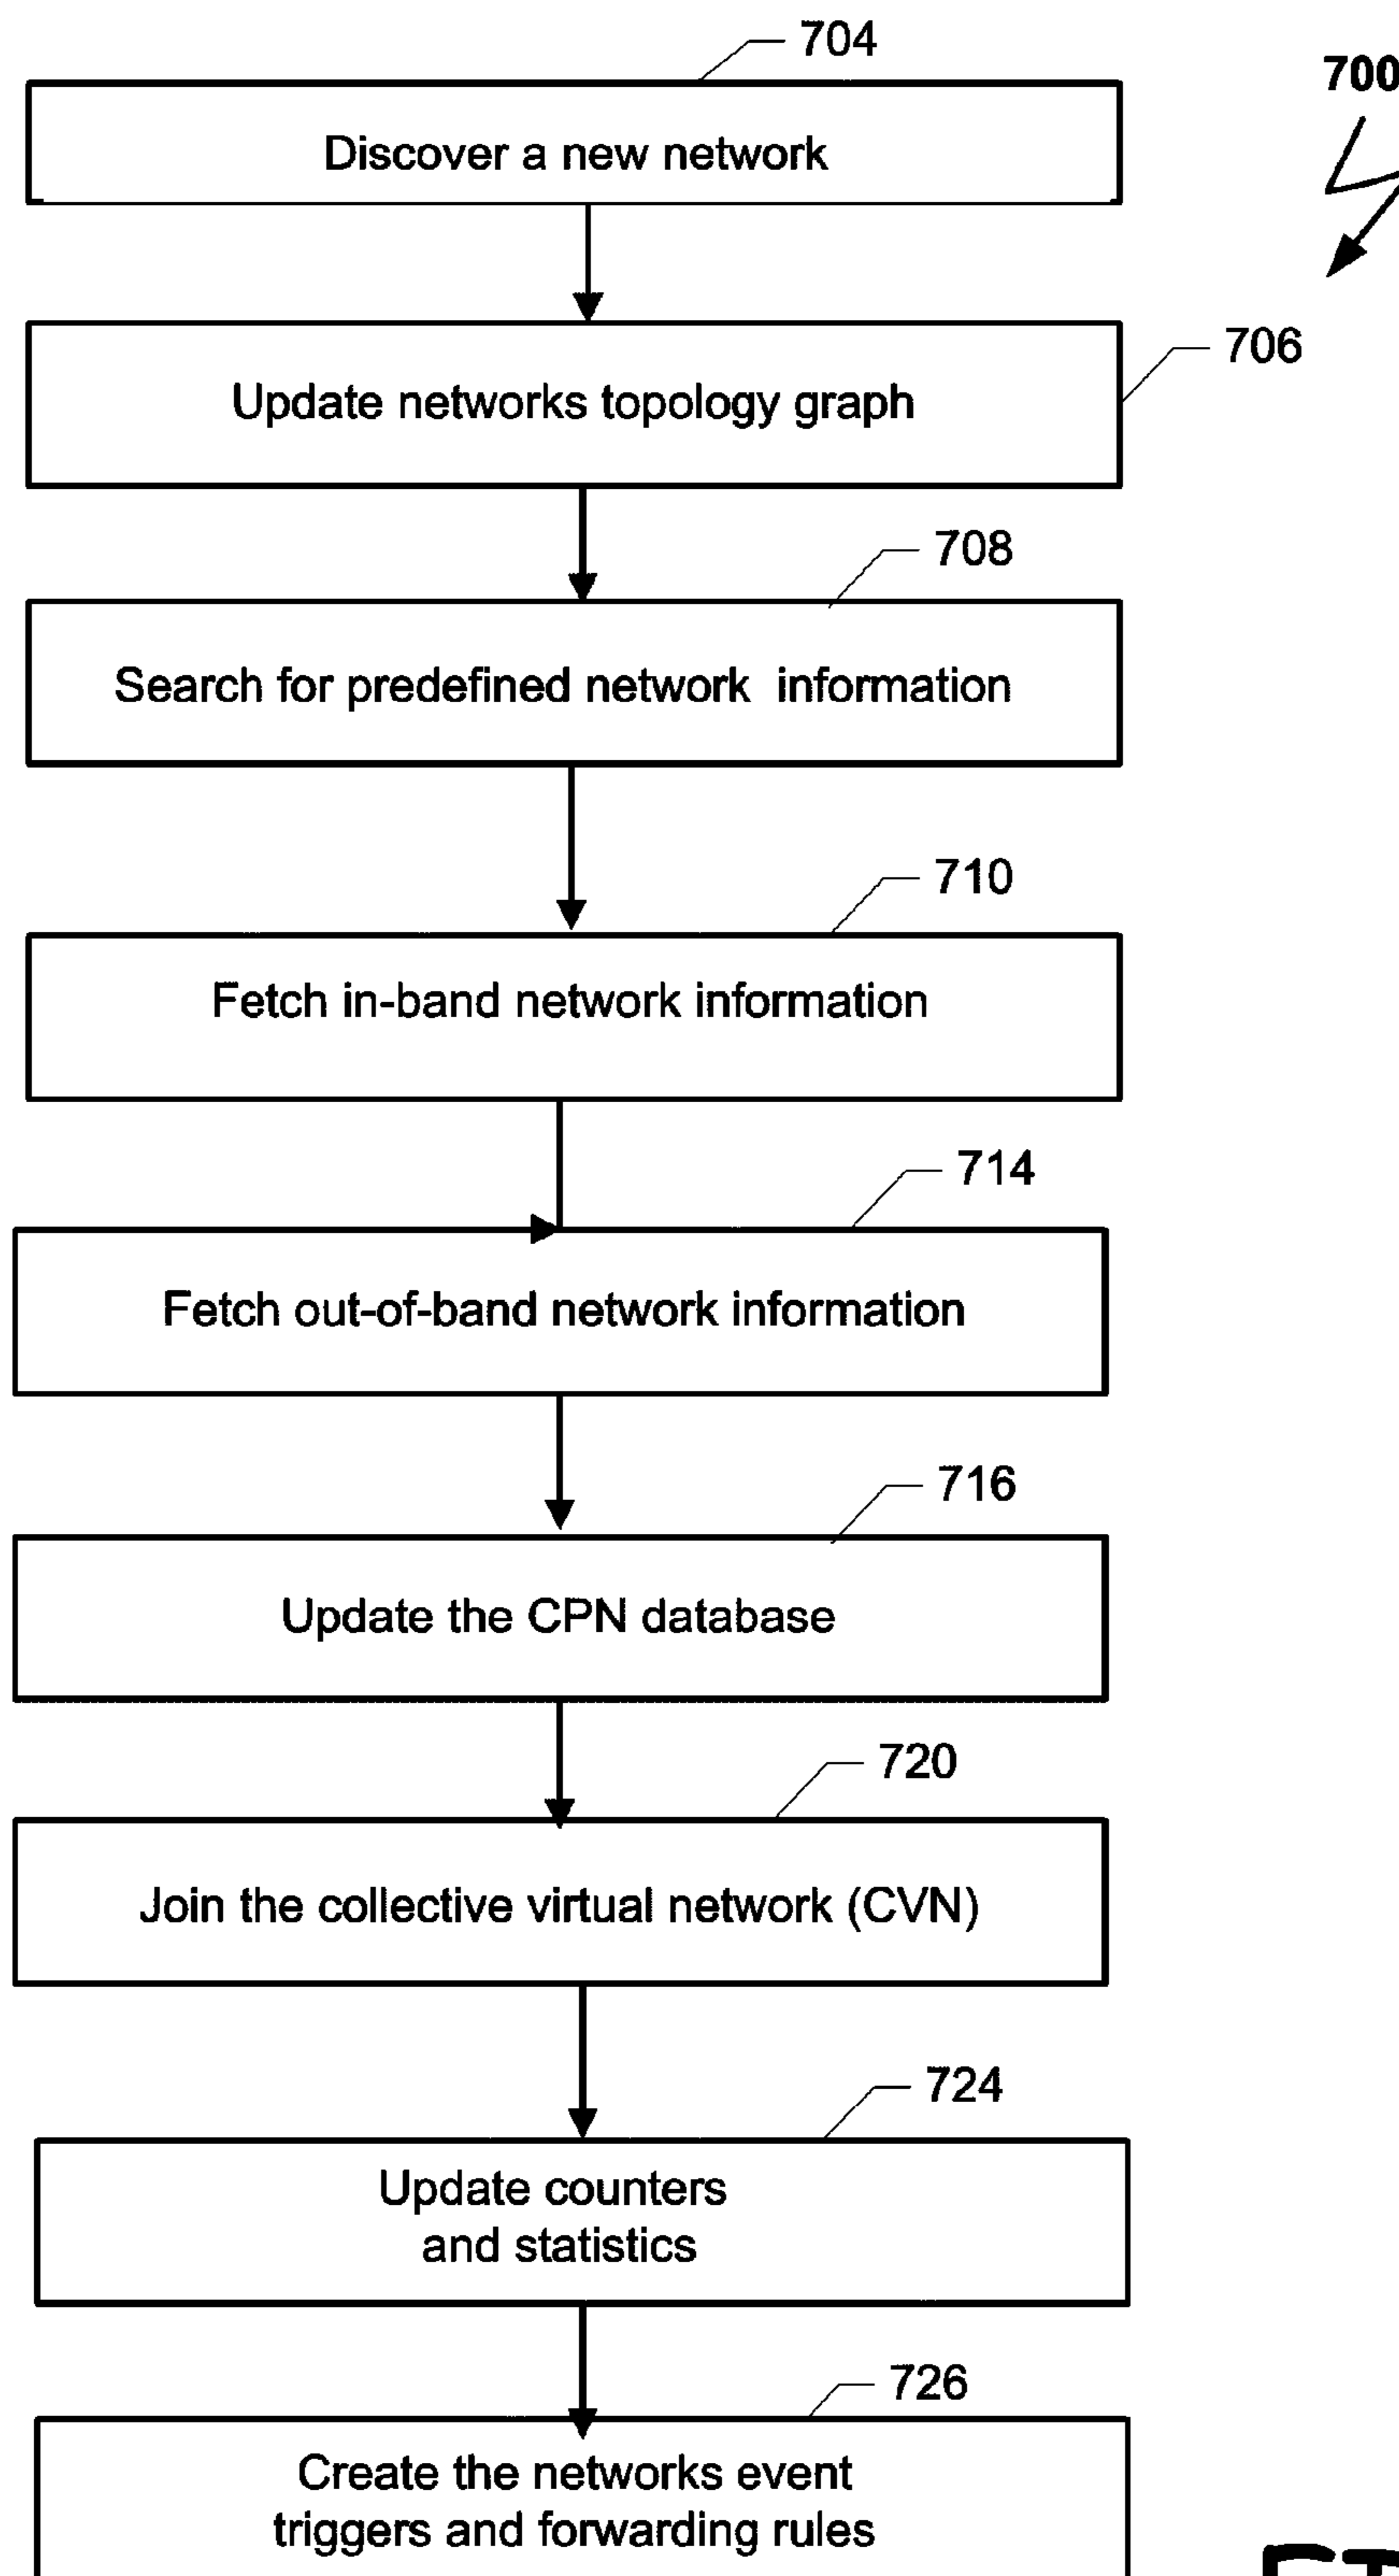 704
700
Discover a new network
706
Update networks topology graph
708
Search for predefined network information
710
Fetch in-band network information
714
Fetch out-of-band network information
716
Update the CPN database
720
Join the collective virtual network (CVN)
724
Update counters
and statistics
726
Create the networks event
triggers and forwarding rules